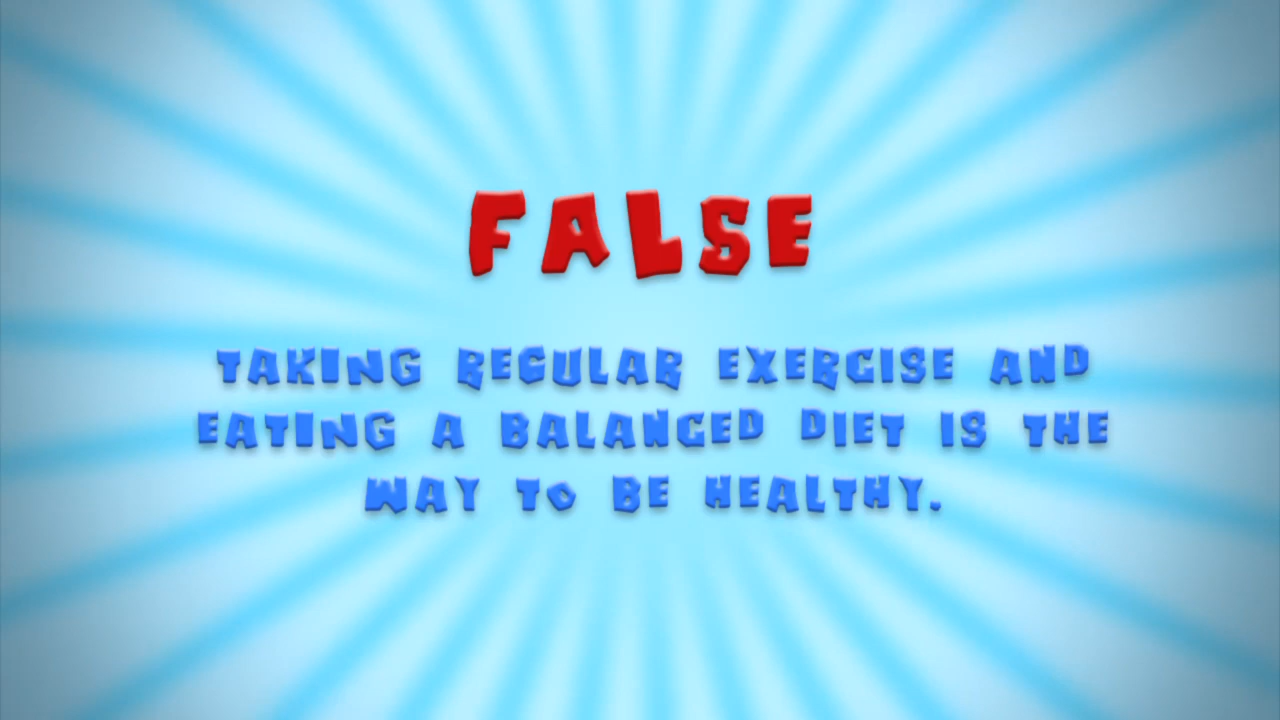 FALSE
TAKING REGULAR EXERCISE AND
EATING A BALANCED DIET IS THE
WAY TO BE HEALTHY.